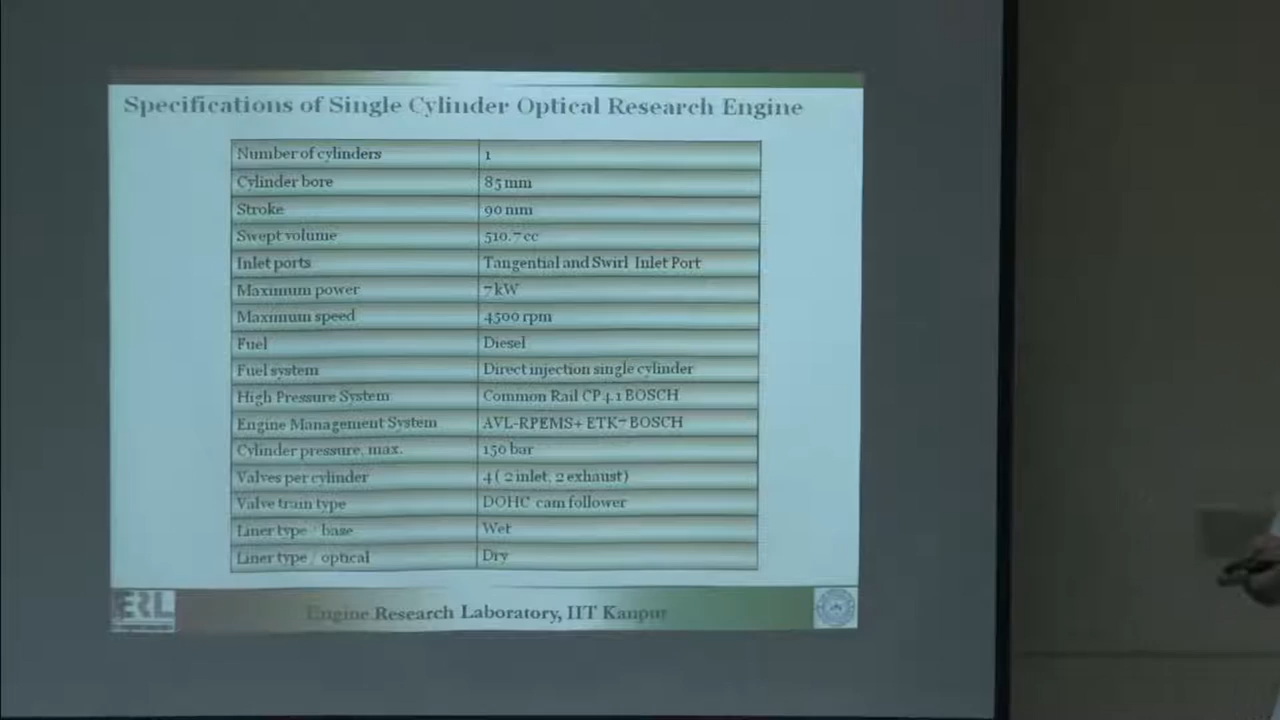 Specifications of Single Cylinder Optical Research Engine
Number of cylinders 1
Cylinder bore 85 mm
Stroke 90 mm
Swept volume 510.7 cc
Inlet ports Tangential and Swirl Inlet Port
Maximum power 7 kW
Maximum speed 4500 rpm
Fuel Diesel
Fuel system Direct injection single cylinder
High Pressure System Common Rail CP4.1 BOSCH
Engine Management System AVL-RPEMS+ ETK7 BOSCH
Cylinder pressure, max. 150 bar
Valves per cylinder 4 ( 2 inlet, 2 exhaust)
Valve train type DOHC cam follower
Liner type / base Wet
Liner type / optical Dry
ERL Engine Research Laboratory, IIT Kanpur